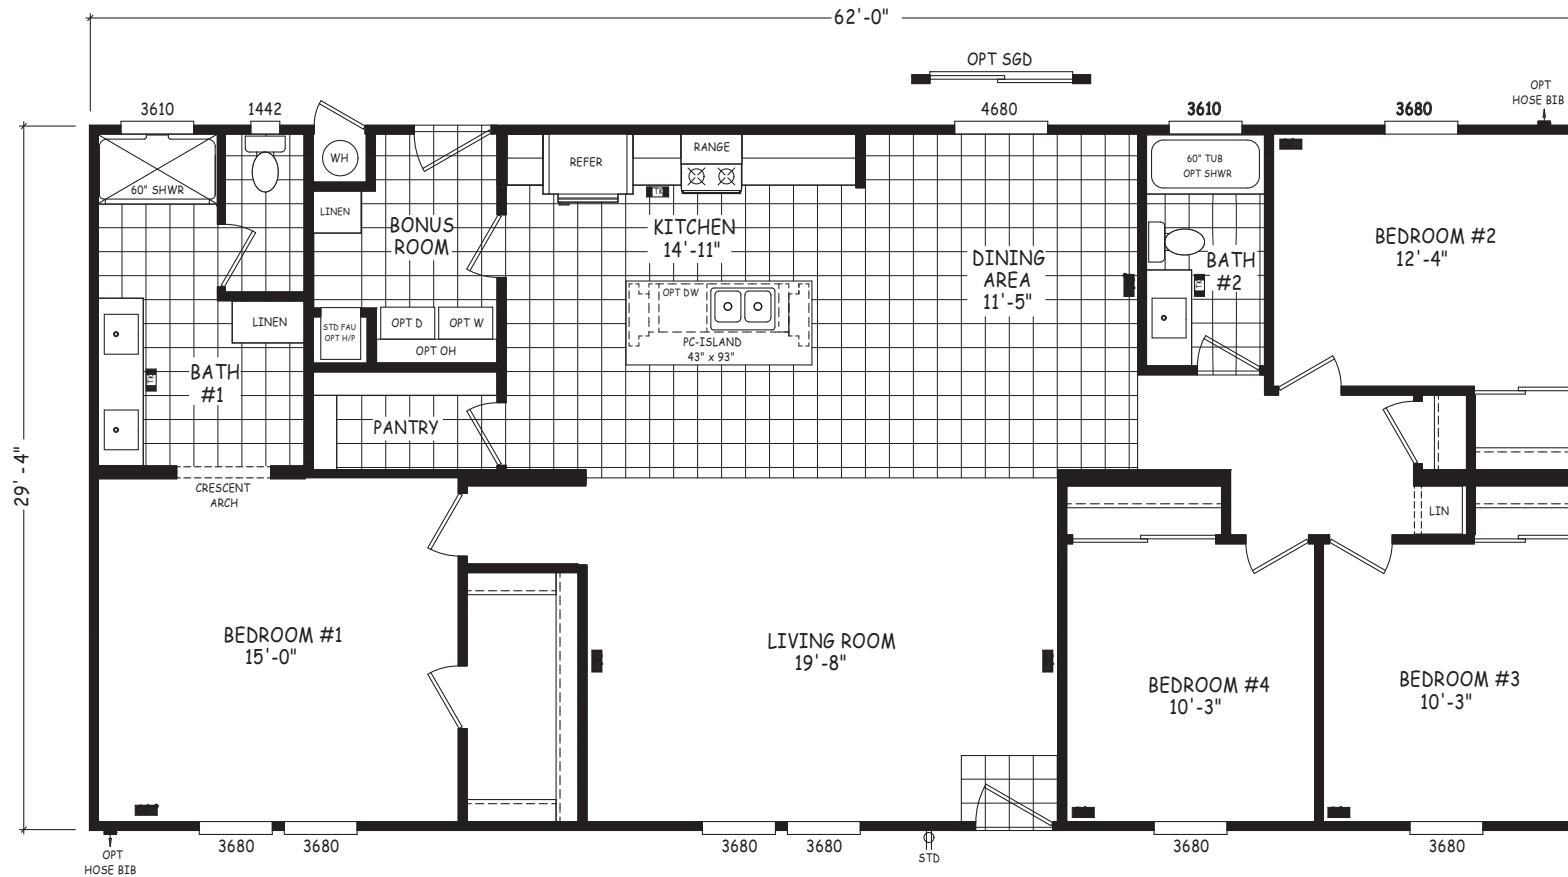 62'-0"
OPT SGD
OPT
HOSE BIB
3610
1442
4680
3610
3680
WH
REFER
RANGE
60" TUB
OPT SHWR
60" SHWR
LINEN
BONUS
ROOM
KITCHEN
14'-11"
BEDROOM #2
12'-4"
DINING
AREA
11'-5"
BATH
#2
OPT DW
LINEN
STD FAU
OPT H/P
OPT D
OPT W
OPT OH
PC-ISLAND
43" x 93"
BATH
#1
PANTRY
29'-4"
CRESCENT
ARCH
LIN
BEDROOM #1
15'-0"
LIVING ROOM
19'-8"
BEDROOM #4
10'-3"
BEDROOM #3
10'-3"
3680
3680
3680
3680
3680
3680
OPT
HOSE BIB
STD